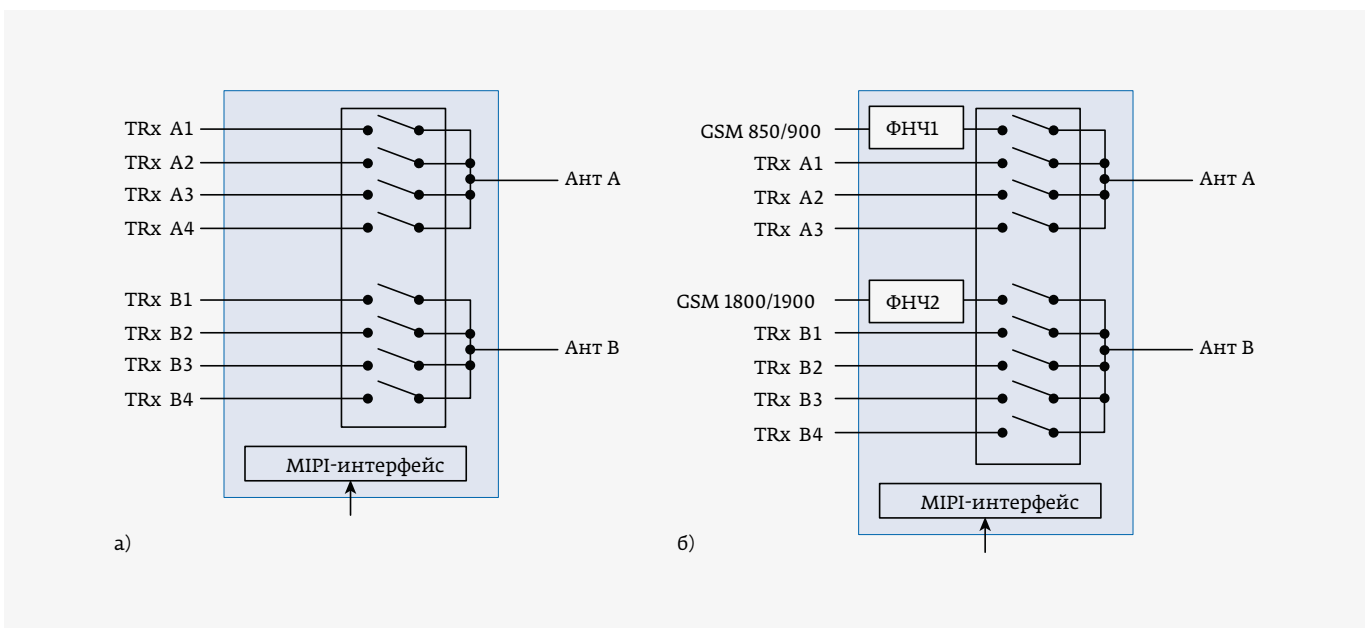 TRx A1
TRx A2
TRx A3
TRx A4
Ант A
TRx B1
TRx B2
TRx B3
TRx B4
Ант B
MIPI-интерфейс
а)
GSM 850/900
ФНЧ1
TRx A1
TRx A2
TRx A3
Ант A
GSM 1800/1900
ФНЧ2
TRx B1
TRx B2
TRx B3
TRx B4
Ант B
MIPI-интерфейс
б)